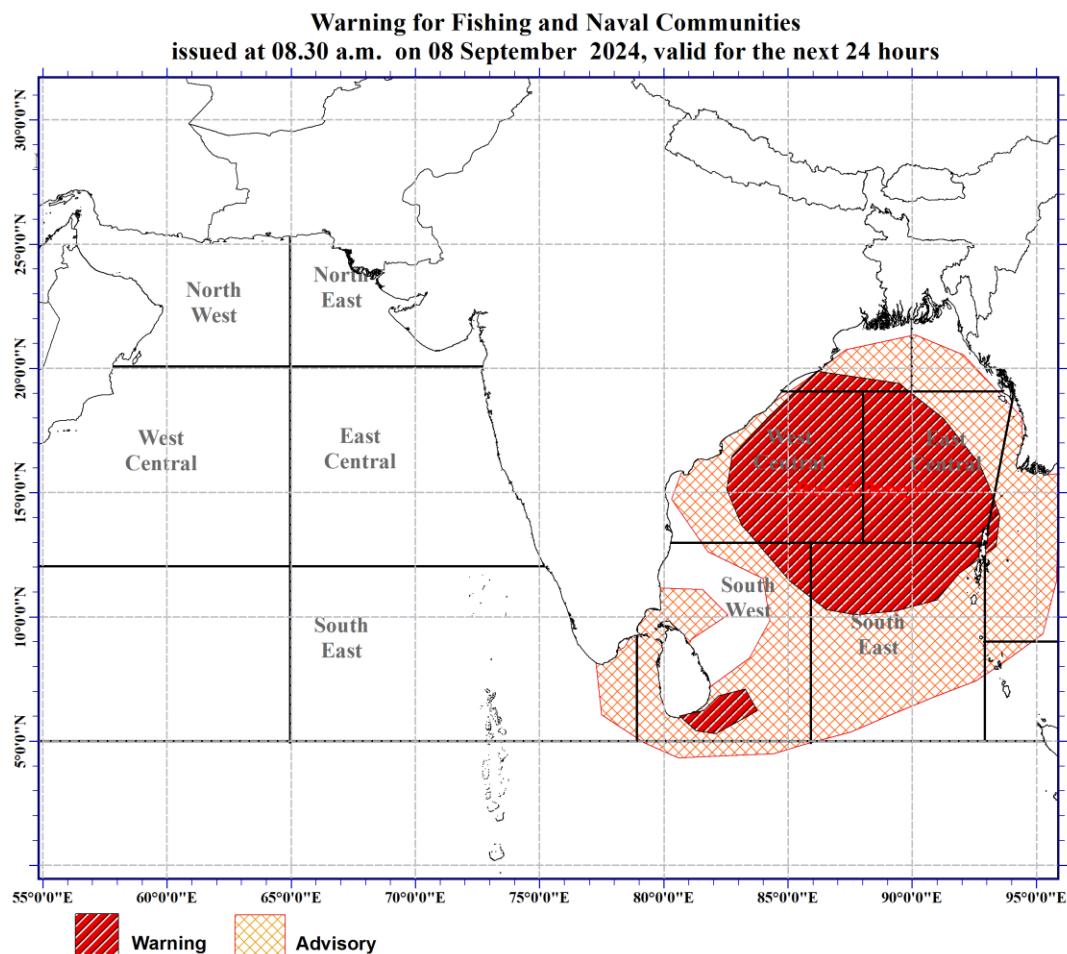 Warning for Fishing and Naval Communities
issued at 08.30 a.m. on 08 September 2024, valid for the next 24 hours
30°0'0"N
25°0'0"N
20°0'0"N
15°0'0"N
10°0'0"N
5°0'0"N
North
West
North
East
West
Central
East
Central
South
East
West
Central
East
Central
South
West
South
East
55°0'0"E
60°0'0"E
65°0'0"E
70°0'0"E
75°0'0"E
80°0'0"E
85°0'0"E
90°0'0"E
95°0'0"E
Warning
Advisory